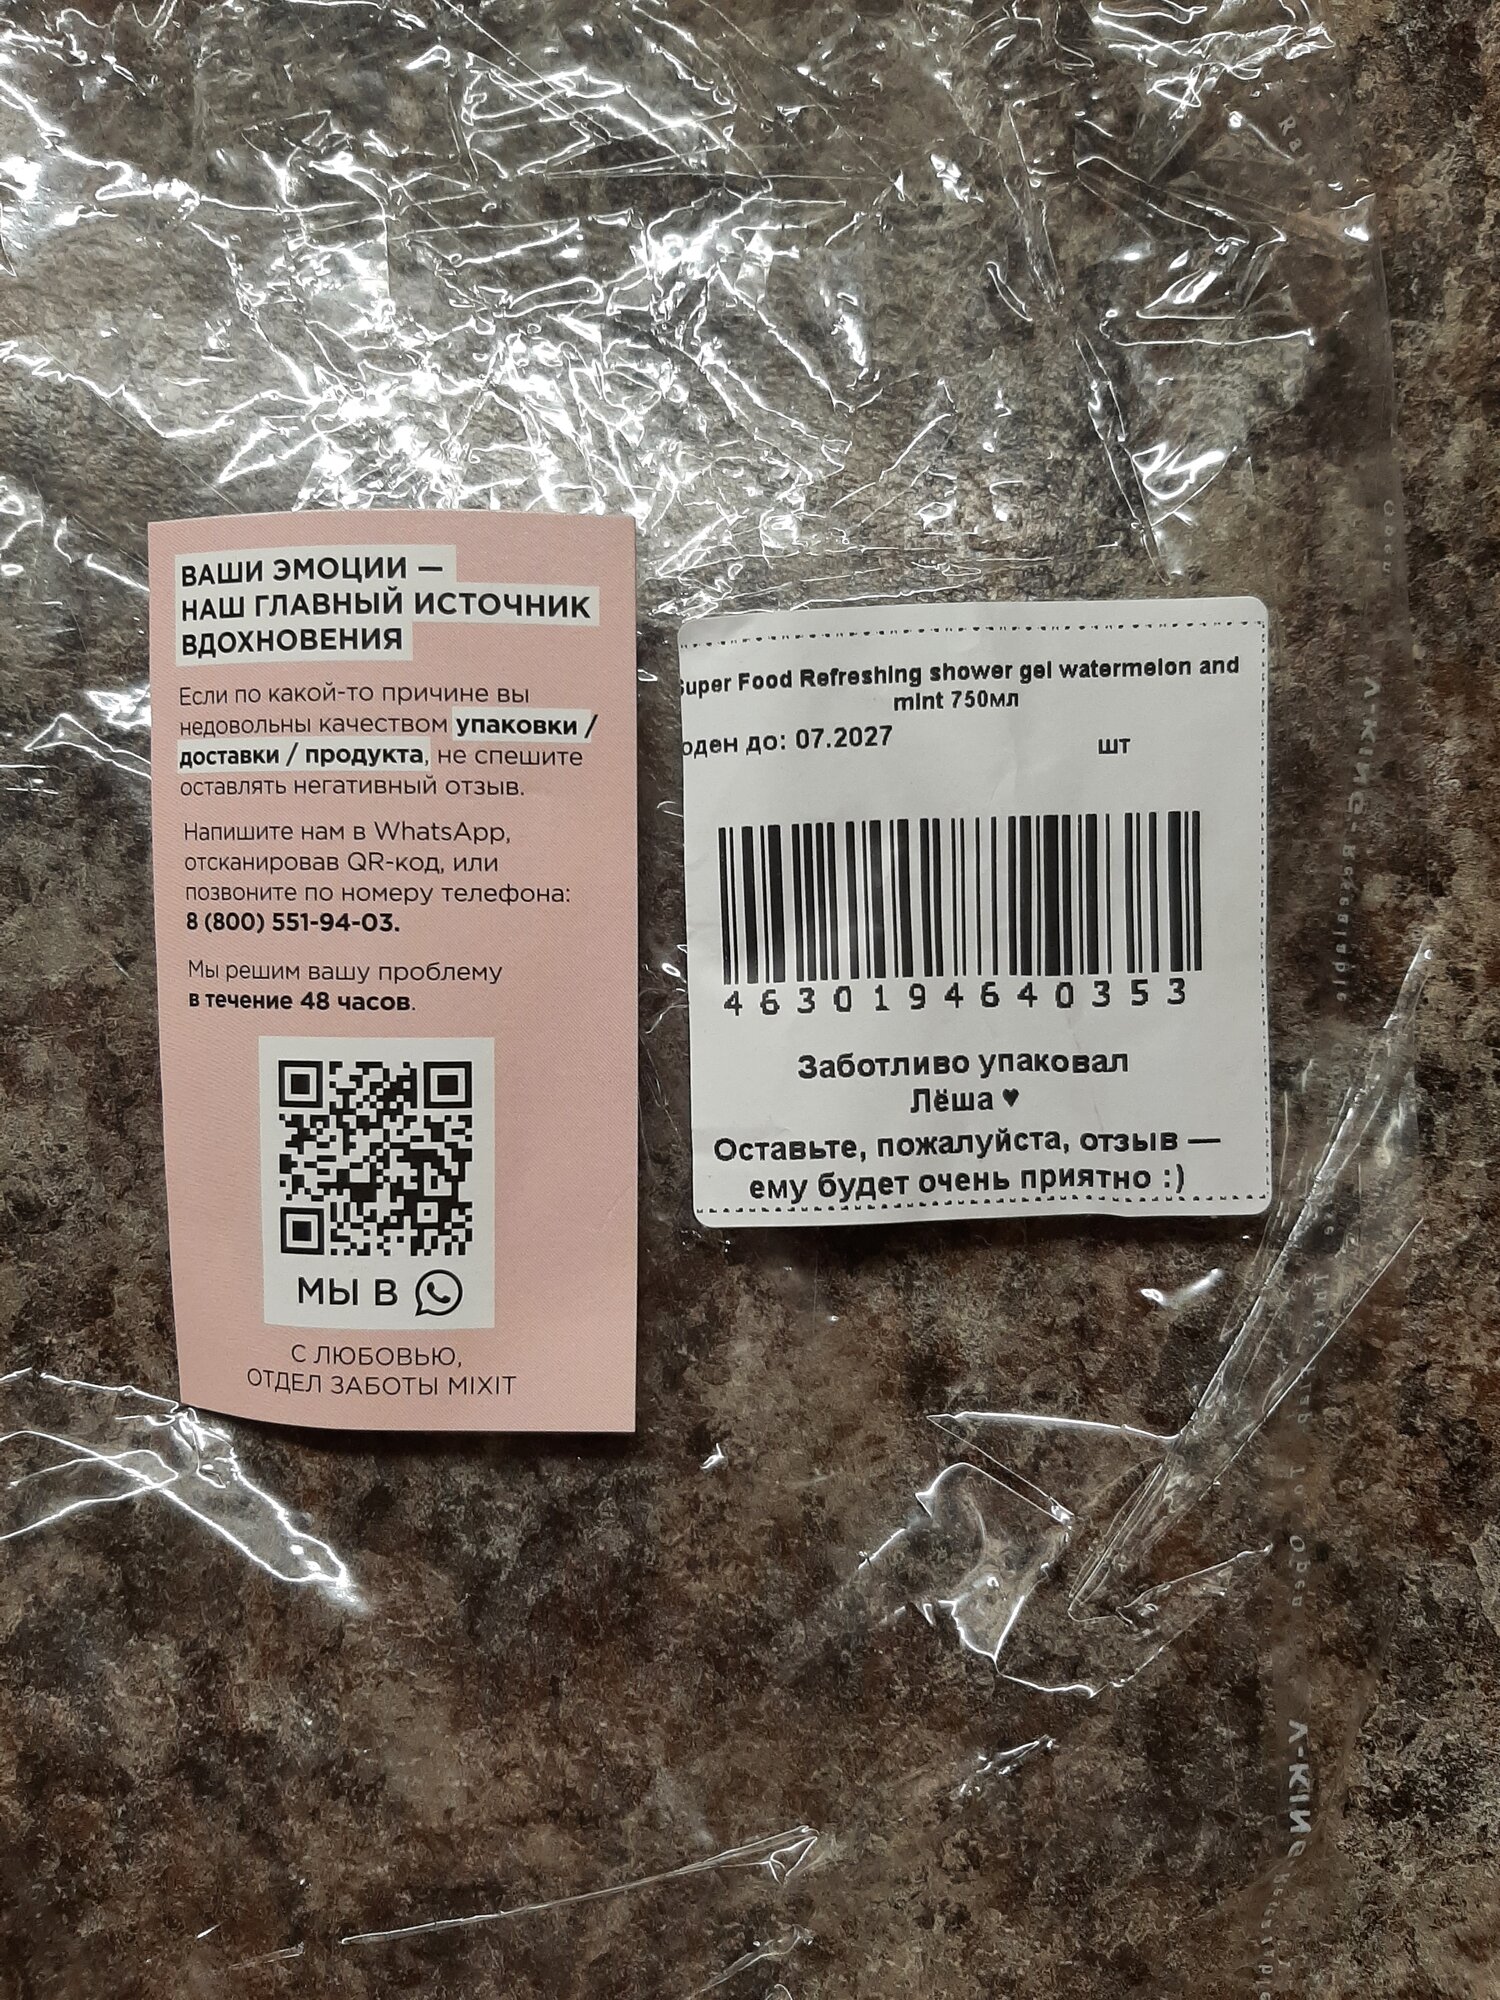 ВАШИ ЭМОЦИИ —
НАШ ГЛАВНЫЙ ИСТОЧНИК
ВДОХНОВЕНИЯ
Если по какой-то причине вы
недовольны качеством упаковки /
доставки / продукта, не спешите
оставлять негативный отзыв.
Напишите нам в WhatsApp,
отсканировав QR-код, или
позвоните по номеру телефона:
8 (800) 551-94-03.
Мы решим вашу проблему
в течение 48 часов.
МЫ В
С ЛЮБОВЬЮ,
ОТДЕЛ ЗАБОТЫ MIXIT
Super Food Refreshing shower gel watermelon and
mint 750мл
оден до: 07.2027
шт
4630194640353
Заботливо упаковал
Лёша ♥
Оставьте, пожалуйста, отзыв —
ему будет очень приятно :)